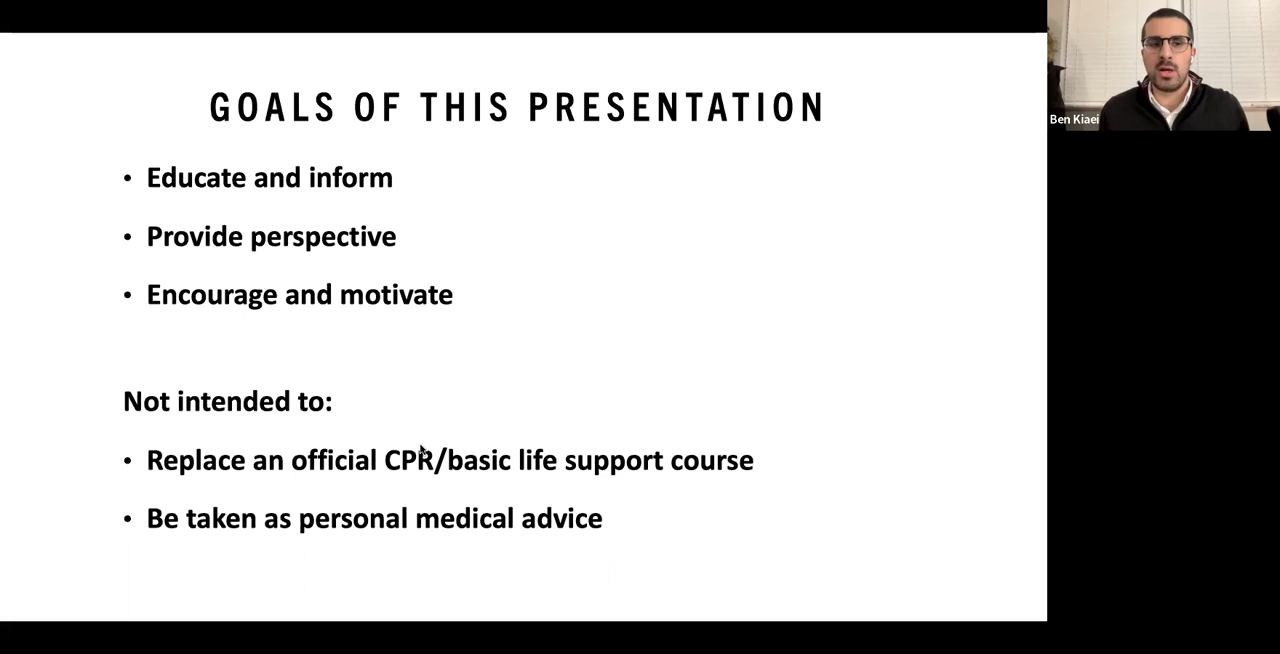 GOALS OF THIS PRESENTATION
• Educate and inform
• Provide perspective
• Encourage and motivate
Not intended to:
• Replace an official CPR/basic life support course
• Be taken as personal medical advice
Ben Kiaei